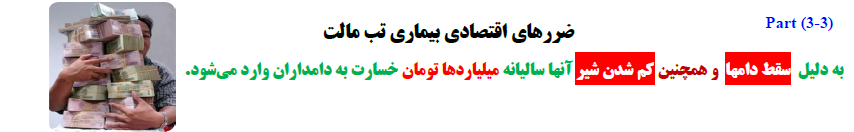 Part (3-3)
ضررهای اقتصادی بیماری تب مالت
به دلیل سقط دامها و همچنین کم شدن شیر آنها سالیانه میلیاردها تومان خسارت به دامداران وارد می‌شود.